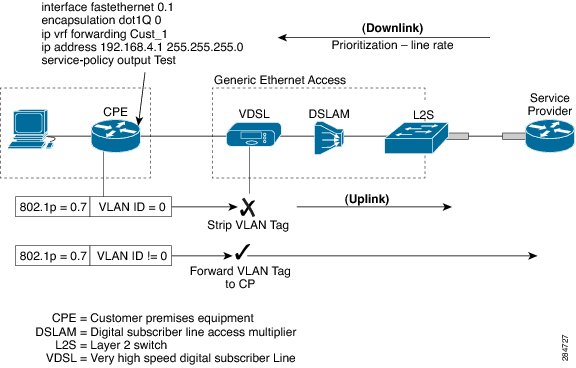 interface fastethernet 0.1
encapsulation dot1Q 0
ip vrf forwarding Cust_1
ip address 192.168.4.1 255.255.255.0
service-policy output Test
(Downlink)
Prioritization – line rate
Generic Ethernet Access
CPE
VDSL
DSLAM
L2S
Service
Provider
802.1p = 0.7
VLAN ID = 0
Strip VLAN Tag
(Uplink)
802.1p = 0.7
VLAN ID != 0
Forward VLAN Tag
to CP
CPE = Customer premises equipment
DSLAM = Digital subscriber line access multiplier
L2S = Layer 2 switch
VDSL = Very high speed digital subscriber Line
284727